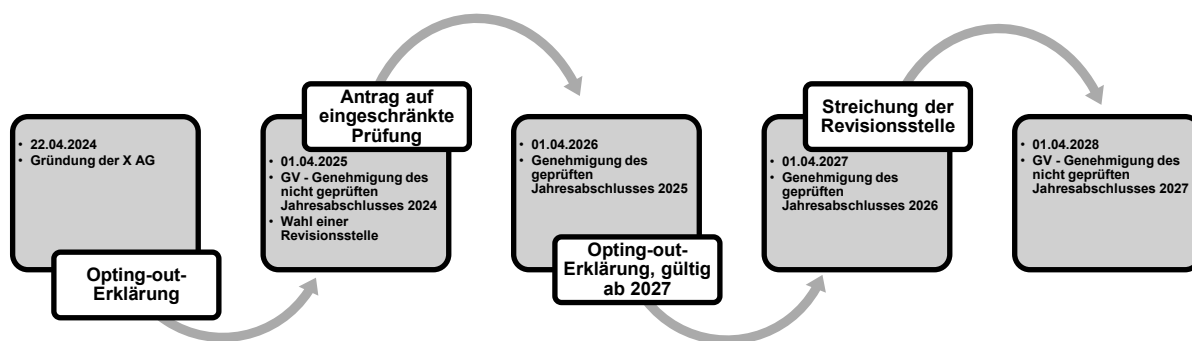 • 22.04.2024
• Gründung der X AG
Opting-out-
Erklärung
Antrag auf
eingeschränkte
Prüfung
• 01.04.2025
• GV - Genehmigung des
nicht geprüften
Jahresabschlusses 2024
• Wahl einer
Revisionsstelle
• 01.04.2026
• Genehmigung des
geprüften
Jahresabschlusses 2025
Opting-out-
Erklärung, gültig
ab 2027
Streichung der
Revisionsstelle
• 01.04.2027
• Genehmigung des
geprüften
Jahresabschlusses 2026
• 01.04.2028
• GV - Genehmigung des
nicht geprüften
Jahresabschlusses 2027